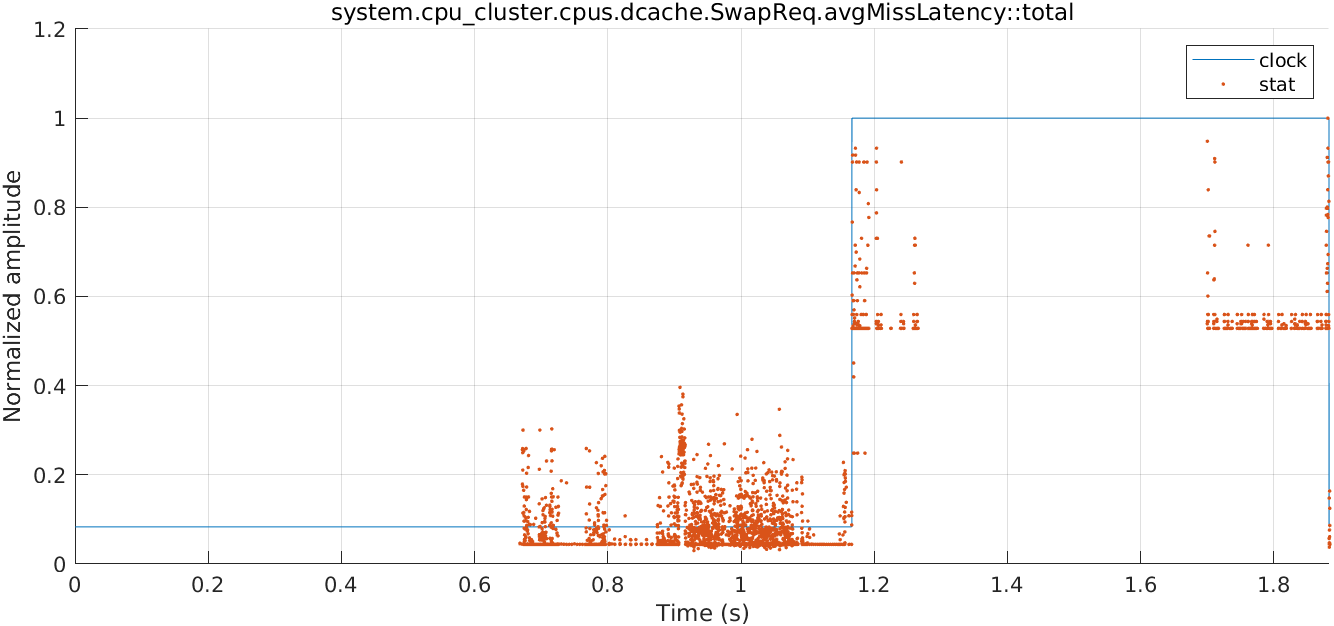 system.cpu_cluster.cpus.dcache.SwapReq.avgMissLatency::total
1.2
clock
stat
1
0.8
0.6
0.4
0.2
0
Normalized amplitude
0 0.2 0.4 0.6 0.8 1 1.2 1.4 1.6 1.8
Time (s)